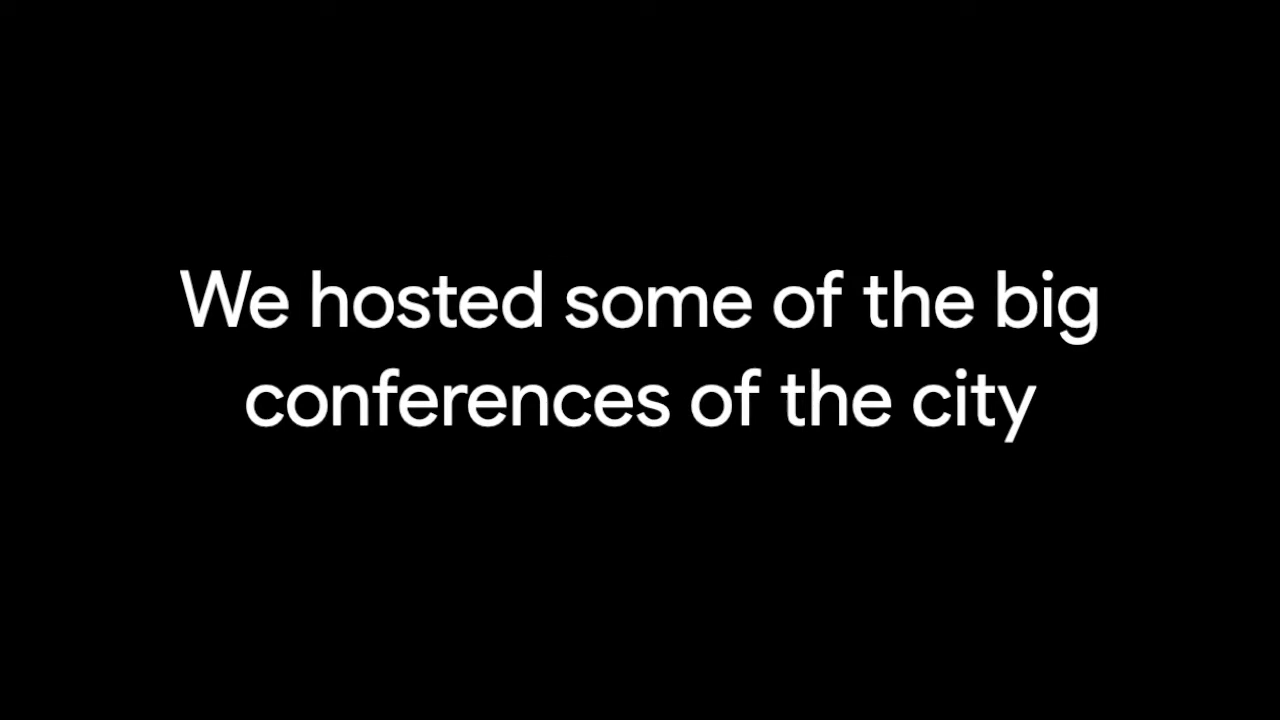 We hosted some of the big
conferences of the city